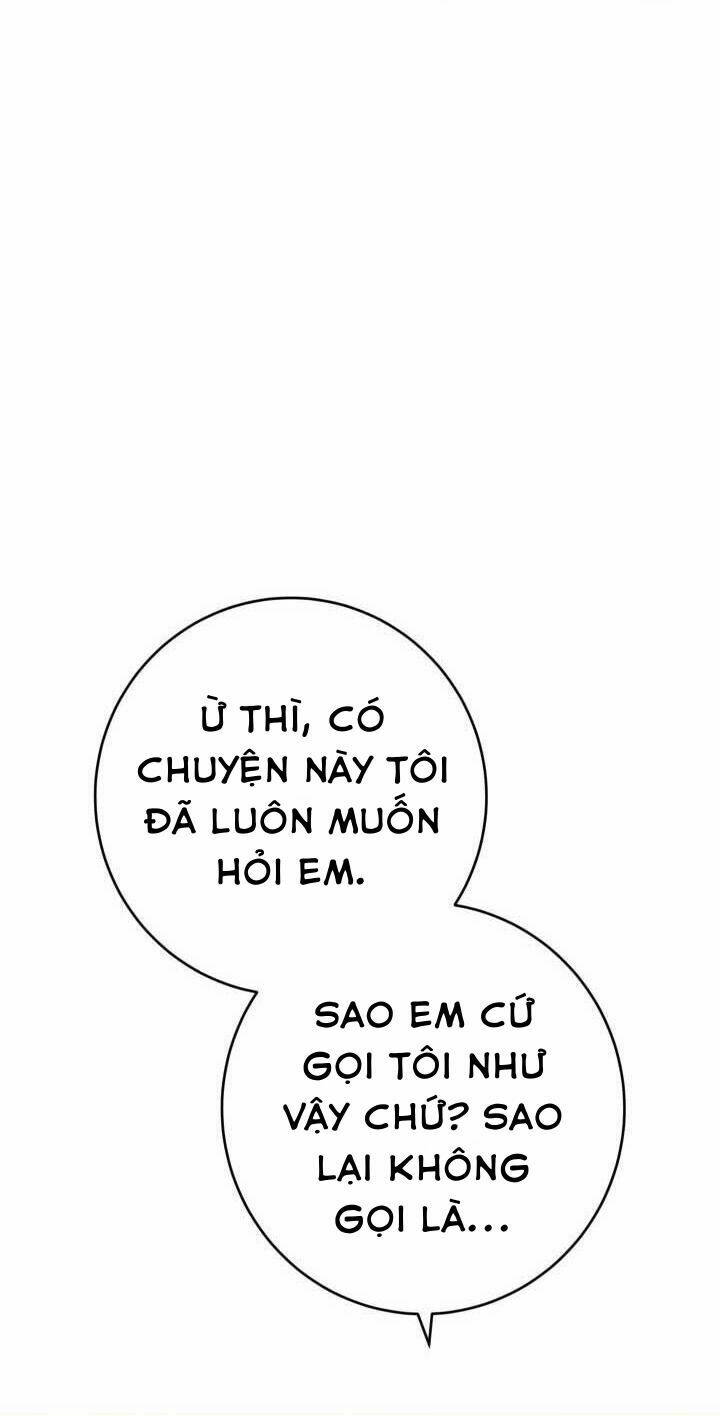 Ừ THÌ, CÓ
CHUYỆN NÀY TÔI
ĐÃ LUÔN MUỐN
HỎI EM.
SAO EM CỨ
GỌI TÔI NHƯ
VẬY CHỨ? SAO
LẠI KHÔNG
GỌI LÀ...